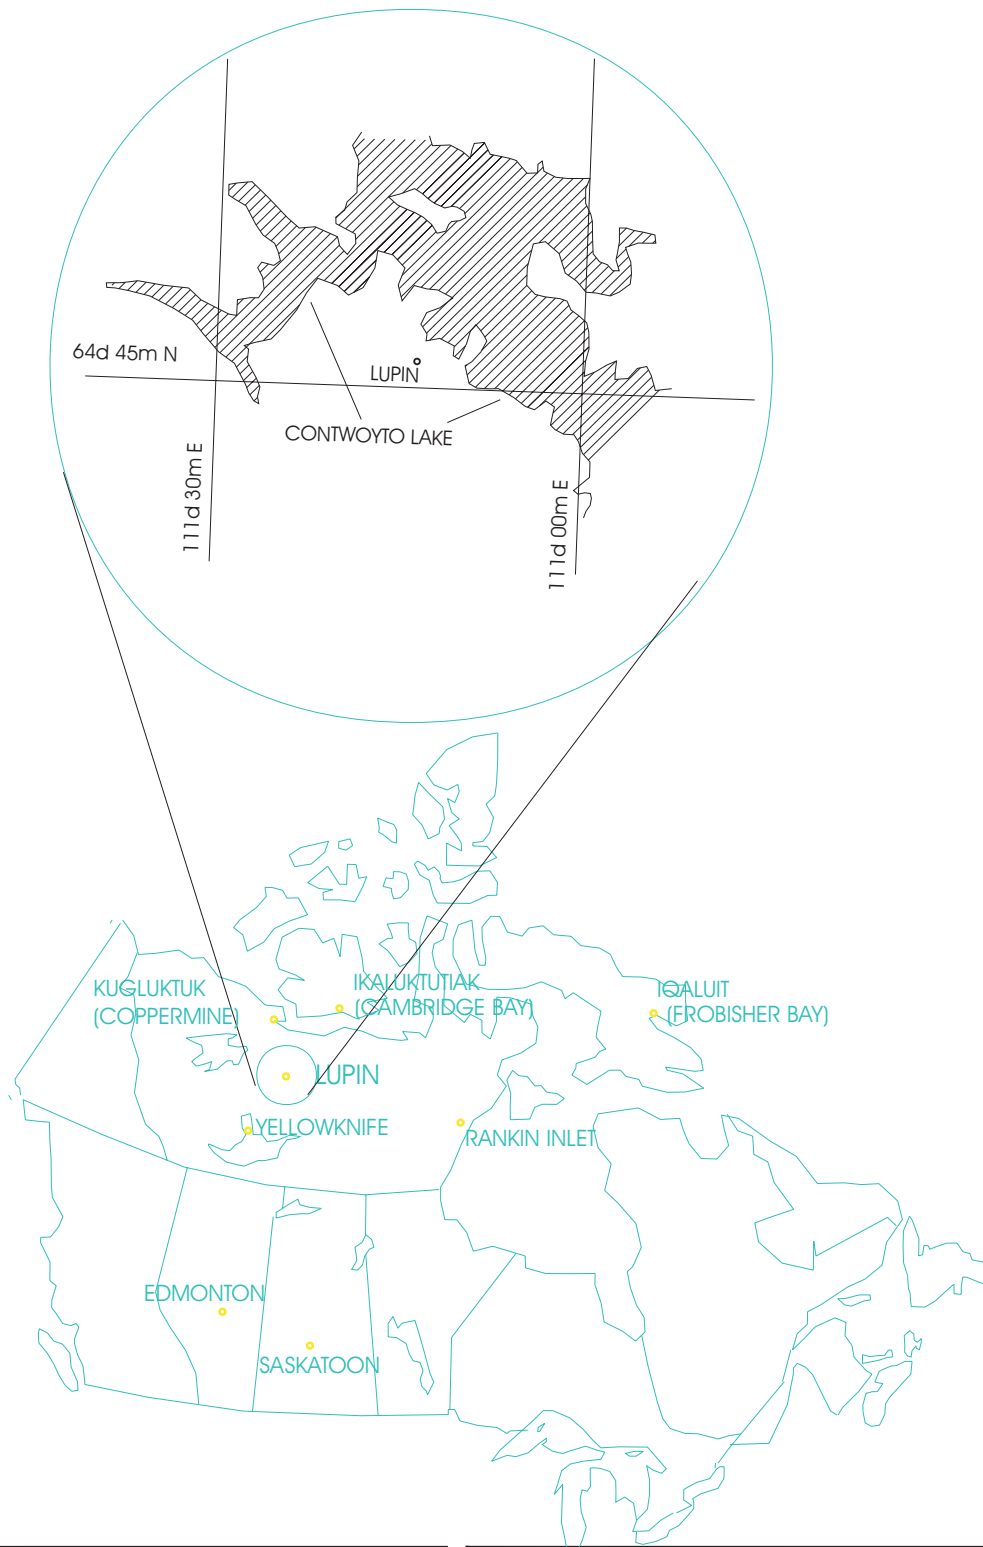 64d 45m N
LUPIN
CONTWOYTO LAKE
111d 30m E
111d 00m E
KUGLUKTUK
(COPPERMINE)
IKALUKTUTIAK
(CAMBRIDGE BAY)
IQALUIT
(FROBISHER BAY)
LUPIN
YELLOWKNIFE
RANKIN INLET
EDMONTON
SASKATOON